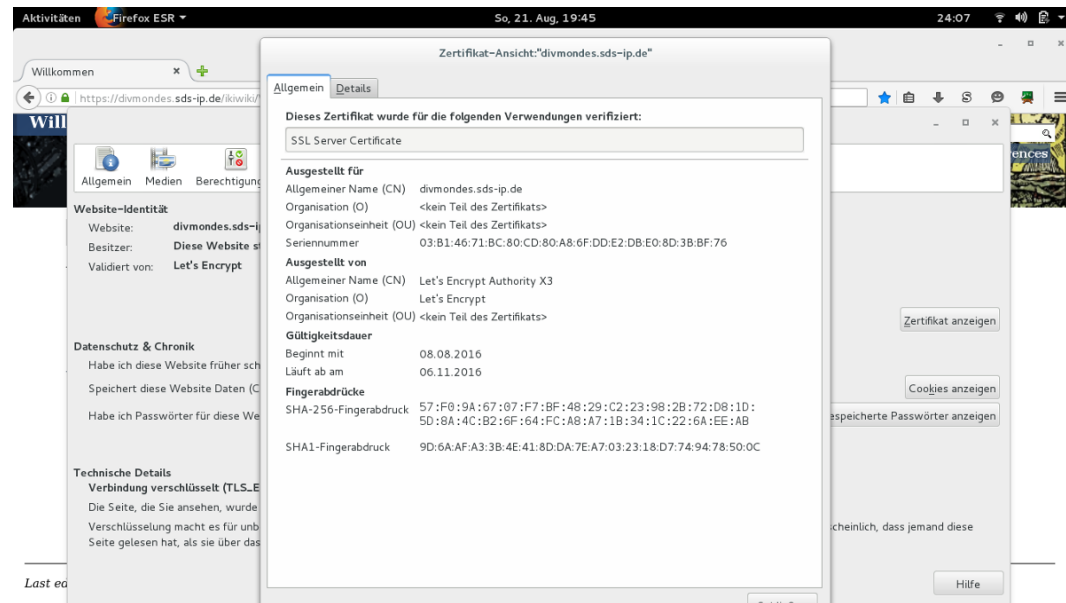 Aktivitäten Firefox ESR So, 21. Aug, 19:45 24:07
Zertifikat-Ansicht:"divmondes.sds-ip.de"
Willkommen
https://divmondes.sds-ip.de/ikiwiki/
Allgemein Details
Will
ences
Dieses Zertifikat wurde für die folgenden Verwendungen verifiziert:
SSL Server Certificate
Allgemein Medien Berechtigung
Ausgestellt für
Allgemeiner Name (CN) divmondes.sds-ip.de
Organisation (O) <kein Teil des Zertifikats>
Organisationseinheit (OU) <kein Teil des Zertifikats>
Seriennummer 03:B1:46:71:BC:80:CD:80:A8:6F:DD:E2:DB:E0:8D:3B:BF:76
Ausgestellt von
Allgemeiner Name (CN) Let's Encrypt Authority X3
Organisation (O) Let's Encrypt
Organisationseinheit (OU) <kein Teil des Zertifikats>
Gültigkeitsdauer
Beginnt mit 08.08.2016
Läuft ab am 06.11.2016
Fingerabdrücke
SHA-256-Fingerabdruck 57:F0:9A:67:07:F7:BF:48:29:C2:23:98:2B:72:D8:1D:
5D:8A:4C:B2:6F:64:FC:A8:A7:1B:34:1C:22:6A:EE:AB
SHA1-Fingerabdruck 9D:6A:AF:A3:3B:4E:41:8D:DA:7E:A7:03:23:18:D7:74:94:78:50:0C
Website-Identität
Website: divmondes.sds-i
Besitzer: Diese Website s
Validiert von: Let's Encrypt
Zertifikat anzeigen
Datenschutz & Chronik
Habe ich diese Website früher sch
Speichert diese Website Daten (C
Cookies anzeigen
Habe ich Passwörter für diese We
espeicherte Passwörter anzeigen
Technische Details
Verbindung verschlüsselt (TLS_E
Die Seite, die Sie ansehen, wurde
Verschlüsselung macht es für unb
cheinlich, dass jemand diese
Seite gelesen hat, als sie über das
Last ed
Hilfe